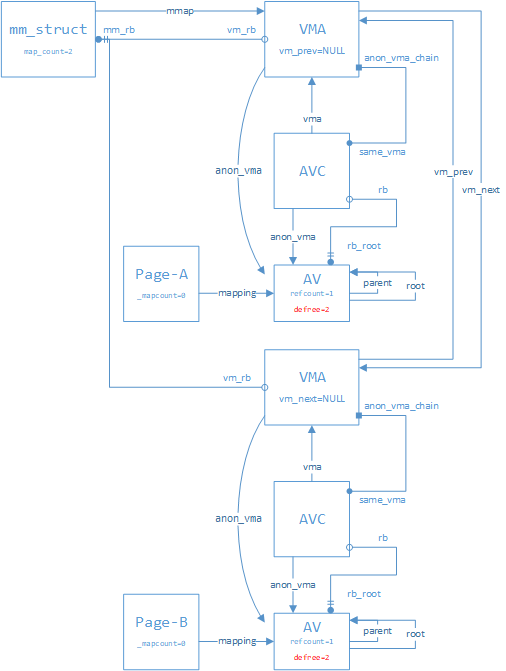 mmap
mm_struct
map_count=2
mm_rb
vm_rb
VMA
vm_prev=NULL
anon_vma_chain
vma
same_vma
anon_vma
AVC
rb
vm_prev
vm_next
anon_vma
rb_root
Page-A
_mapcount=0
mapping
AV
refcount=1
defree=2
parent
root
vm_rb
VMA
vm_next=NULL
anon_vma_chain
vma
same_vma
anon_vma
AVC
rb
anon_vma
rb_root
Page-B
_mapcount=0
mapping
AV
refcount=1
defree=2
parent
root